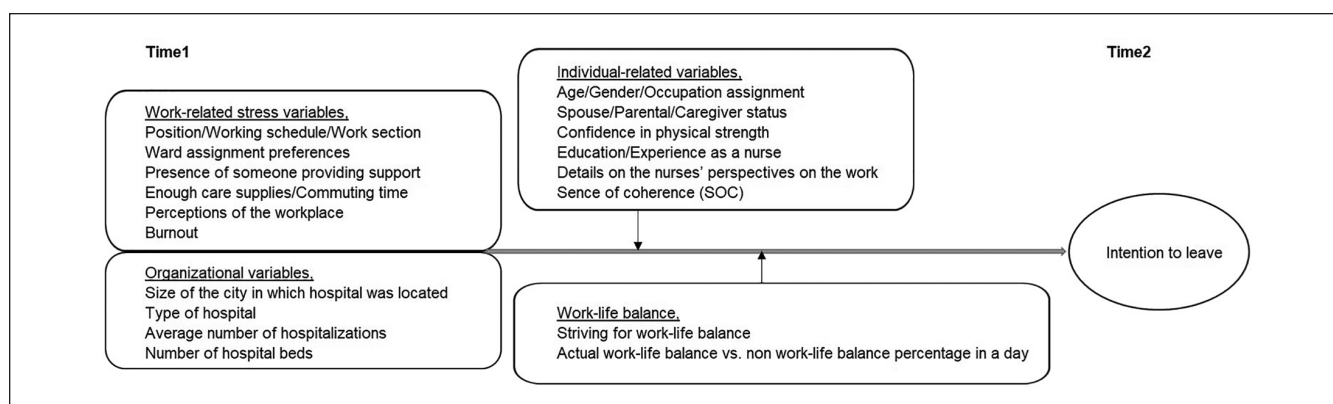 Time1
Work-related stress variables,
Position/Working schedule/Work section
Ward assignment preferences
Presence of someone providing support
Enough care supplies/Commuting time
Perceptions of the workplace
Burnout
Organizational variables,
Size of the city in which hospital was located
Type of hospital
Average number of hospitalizations
Number of hospital beds
Individual-related variables,
Age/Gender/Occupation assignment
Spouse/Parental/Caregiver status
Confidence in physical strength
Education/Experience as a nurse
Details on the nurses' perspectives on the work
Sence of coherence (SOC)
Work-life balance,
Striving for work-life balance
Actual work-life balance vs. non work-life balance percentage in a day
Time2
Intention to leave